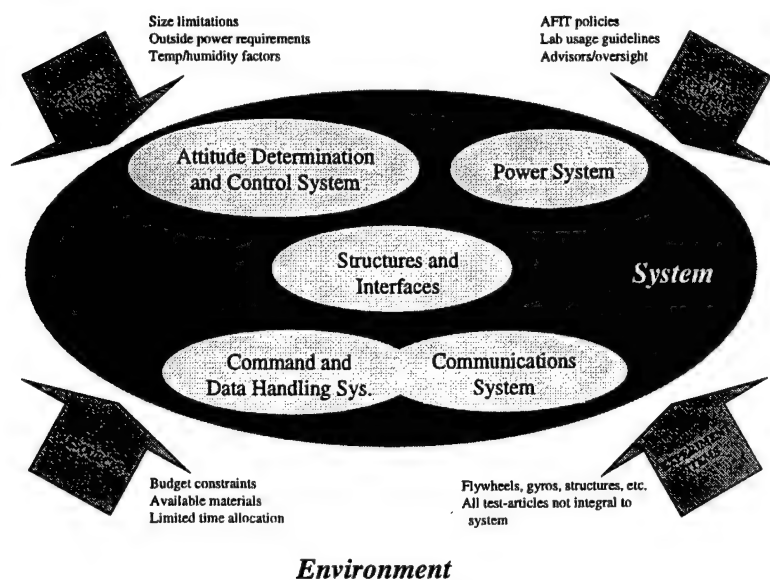 Size limitations
Outside power requirements
Temp/humidity factors
AFIT policies
Lab usage guidelines
Advisors/oversight
Attitude Determination
and Control System
Power System
Structures and
Interfaces
System
Command and
Data Handling Sys.
Communications
System
Budget constraints
Available materials
Limited time allocation
Flywheels, gyros, structures, etc.
All test-articles not integral to
system
Environment